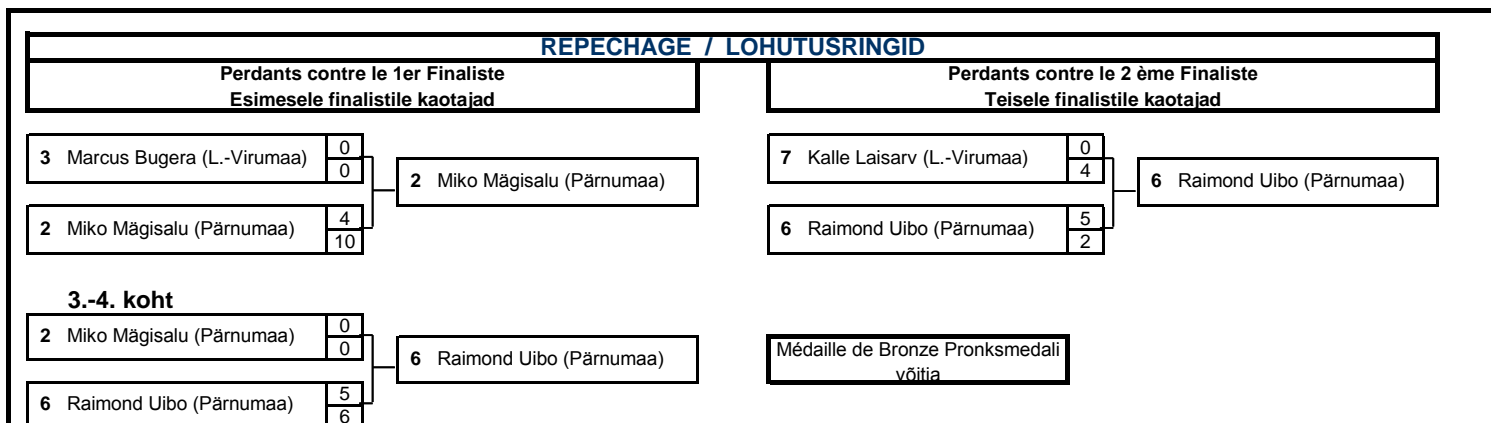 REPECHAGE / LOHUTUSRINGID
Perdants contre le 1er Finaliste
Esimesele finalistile kaotajad
Perdants contre le 2 ème Finaliste
Teisele finalistile kaotajad
3 Marcus Bugera (L.-Virumaa) 0
0
2 Miko Mägisalu (Pärnumaa)
2 Miko Mägisalu (Pärnumaa) 4
10
7 Kalle Laisarv (L.-Virumaa) 0
4
6 Raimond Uibo (Pärnumaa)
6 Raimond Uibo (Pärnumaa) 5
2
3.-4. koht
2 Miko Mägisalu (Pärnumaa) 0
0
6 Raimond Uibo (Pärnumaa)
6 Raimond Uibo (Pärnumaa) 5
6
Médaille de Bronze Pronksmedali
võitja